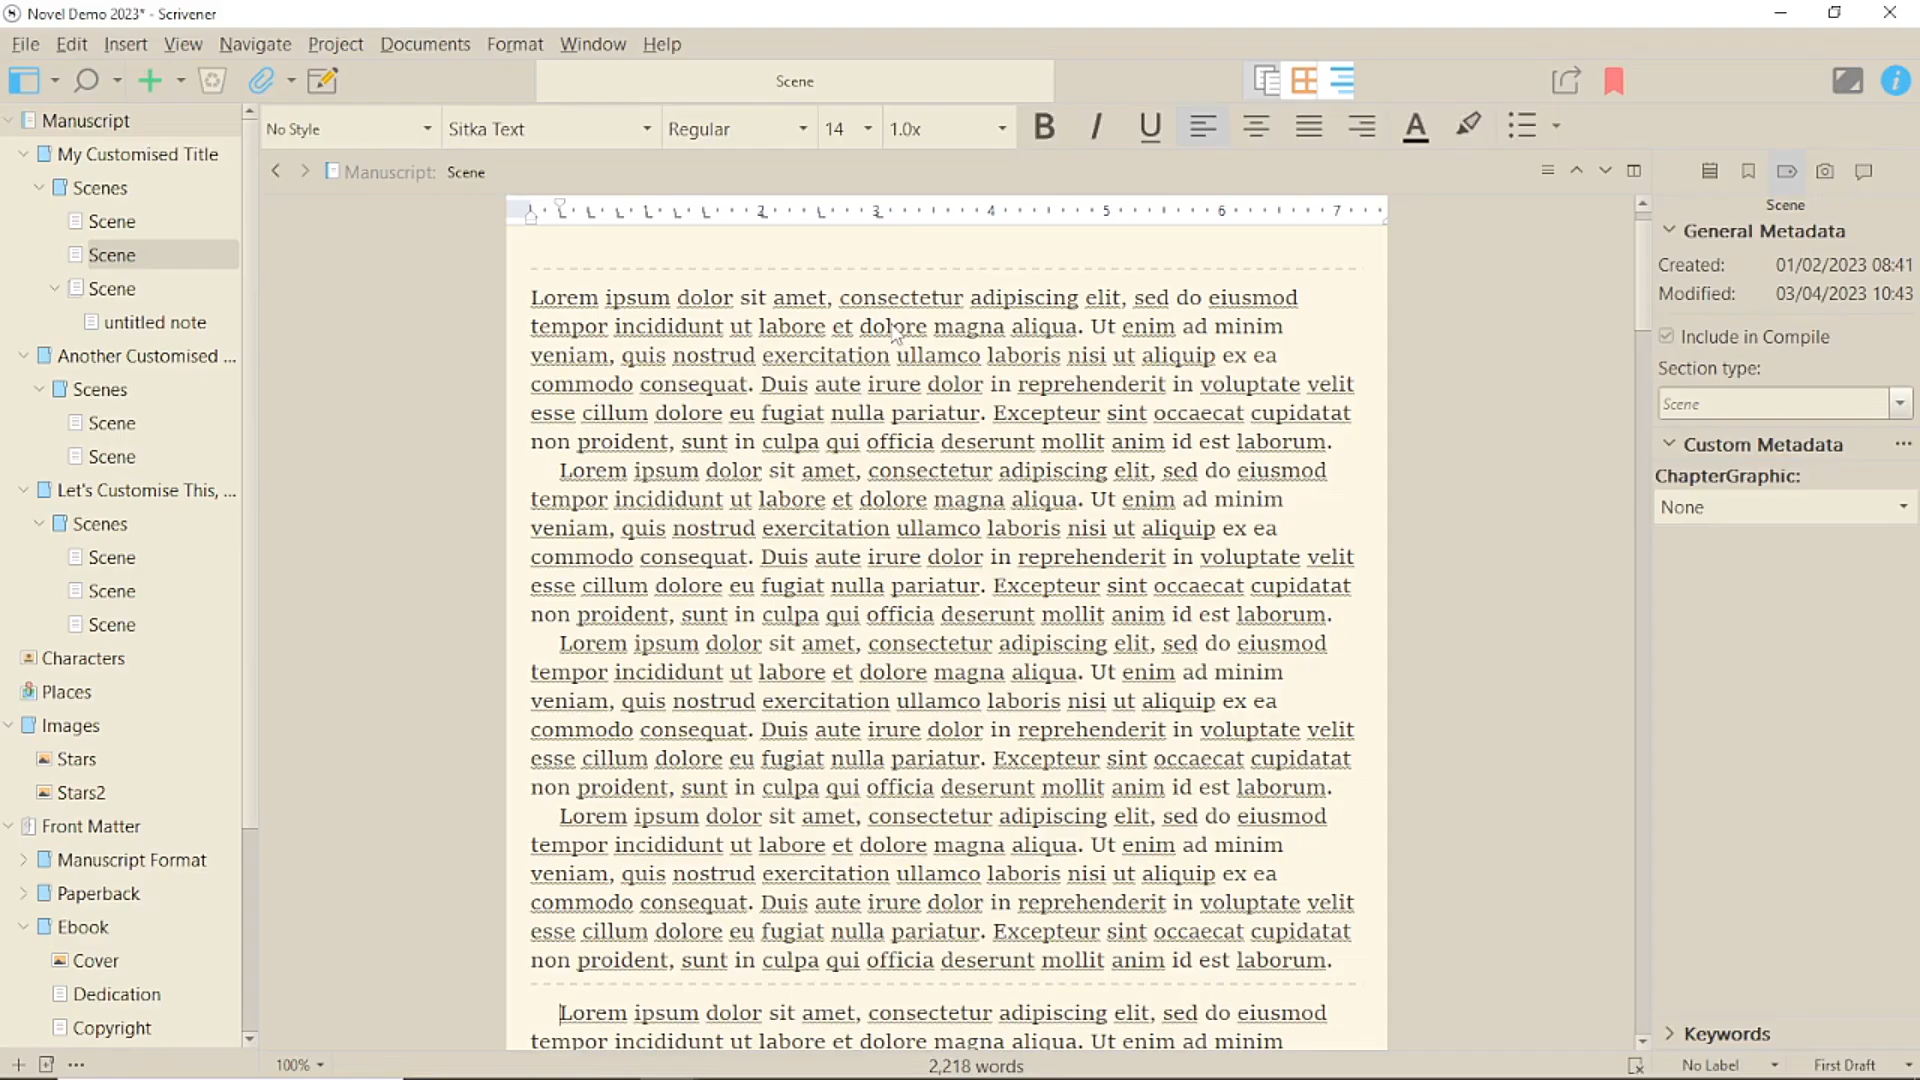 Novel Demo 2023* - Scrivener
File Edit Insert View Navigate Project Documents Format Window Help
Scene
No Style Sitka Text Regular 14 1.0x B I U A
Manuscript: Scene
Manuscript
My Customised Title
Scenes
Scene
Scene
Scene
untitled note
Another Customised ...
Scenes
Scene
Scene
Let's Customise This, ...
Scenes
Scene
Scene
Scene
Characters
Places
Images
Stars
Stars2
Front Matter
Manuscript Format
Paperback
Ebook
Cover
Dedication
Copyright
2 3 4 5 6 7
Lorem ipsum dolor sit amet, consectetur adipiscing elit, sed do eiusmod
tempor incididunt ut labore et dolore magna aliqua. Ut enim ad minim
veniam, quis nostrud exercitation ullamco laboris nisi ut aliquip ex ea
commodo consequat. Duis aute irure dolor in reprehenderit in voluptate velit
esse cillum dolore eu fugiat nulla pariatur. Excepteur sint occaecat cupidatat
non proident, sunt in culpa qui officia deserunt mollit anim id est laborum.
Lorem ipsum dolor sit amet, consectetur adipiscing elit, sed do eiusmod
tempor incididunt ut labore et dolore magna aliqua. Ut enim ad minim
veniam, quis nostrud exercitation ullamco laboris nisi ut aliquip ex ea
commodo consequat. Duis aute irure dolor in reprehenderit in voluptate velit
esse cillum dolore eu fugiat nulla pariatur. Excepteur sint occaecat cupidatat
non proident, sunt in culpa qui officia deserunt mollit anim id est laborum.
Lorem ipsum dolor sit amet, consectetur adipiscing elit, sed do eiusmod
tempor incididunt ut labore et dolore magna aliqua. Ut enim ad minim
veniam, quis nostrud exercitation ullamco laboris nisi ut aliquip ex ea
commodo consequat. Duis aute irure dolor in reprehenderit in voluptate velit
esse cillum dolore eu fugiat nulla pariatur. Excepteur sint occaecat cupidatat
non proident, sunt in culpa qui officia deserunt mollit anim id est laborum.
Lorem ipsum dolor sit amet, consectetur adipiscing elit, sed do eiusmod
tempor incididunt ut labore et dolore magna aliqua. Ut enim ad minim
veniam, quis nostrud exercitation ullamco laboris nisi ut aliquip ex ea
commodo consequat. Duis aute irure dolor in reprehenderit in voluptate velit
esse cillum dolore eu fugiat nulla pariatur. Excepteur sint occaecat cupidatat
non proident, sunt in culpa qui officia deserunt mollit anim id est laborum.
Lorem ipsum dolor sit amet, consectetur adipiscing elit, sed do eiusmod
tempor incididunt ut labore et dolore magna aliqua. Ut enim ad minim
Scene
General Metadata
Created: 01/02/2023 08:41
Modified: 03/04/2023 10:43
Include in Compile
Section type:
Scene
Custom Metadata ...
ChapterGraphic:
None
Keywords
100% 2,218 words No Label First Draft